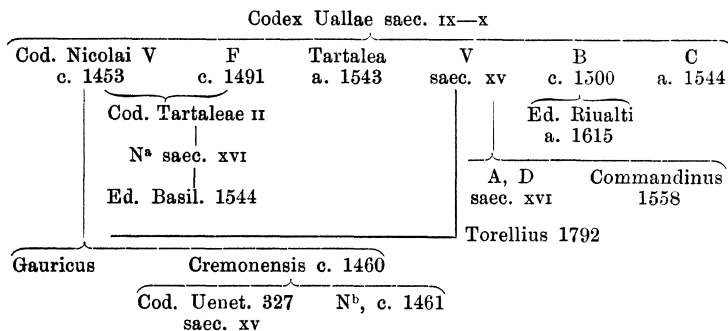 Codex Uallae saec. IX—X
Cod. Nicolai V F Tartalea V B C
c. 1453 c. 1491 a. 1543 saec. XV c. 1500 a. 1544
Cod. Tartaleae II Ed. Riualti
a. 1615
Nᵃ saec. XVI
A, D Commandinus
Ed. Basil. 1544 saec. XVI 1558
Torellius 1792
Gauricus Cremonensis c. 1460
Cod. Uenet. 327 Nᵇ, c. 1461
saec. XV